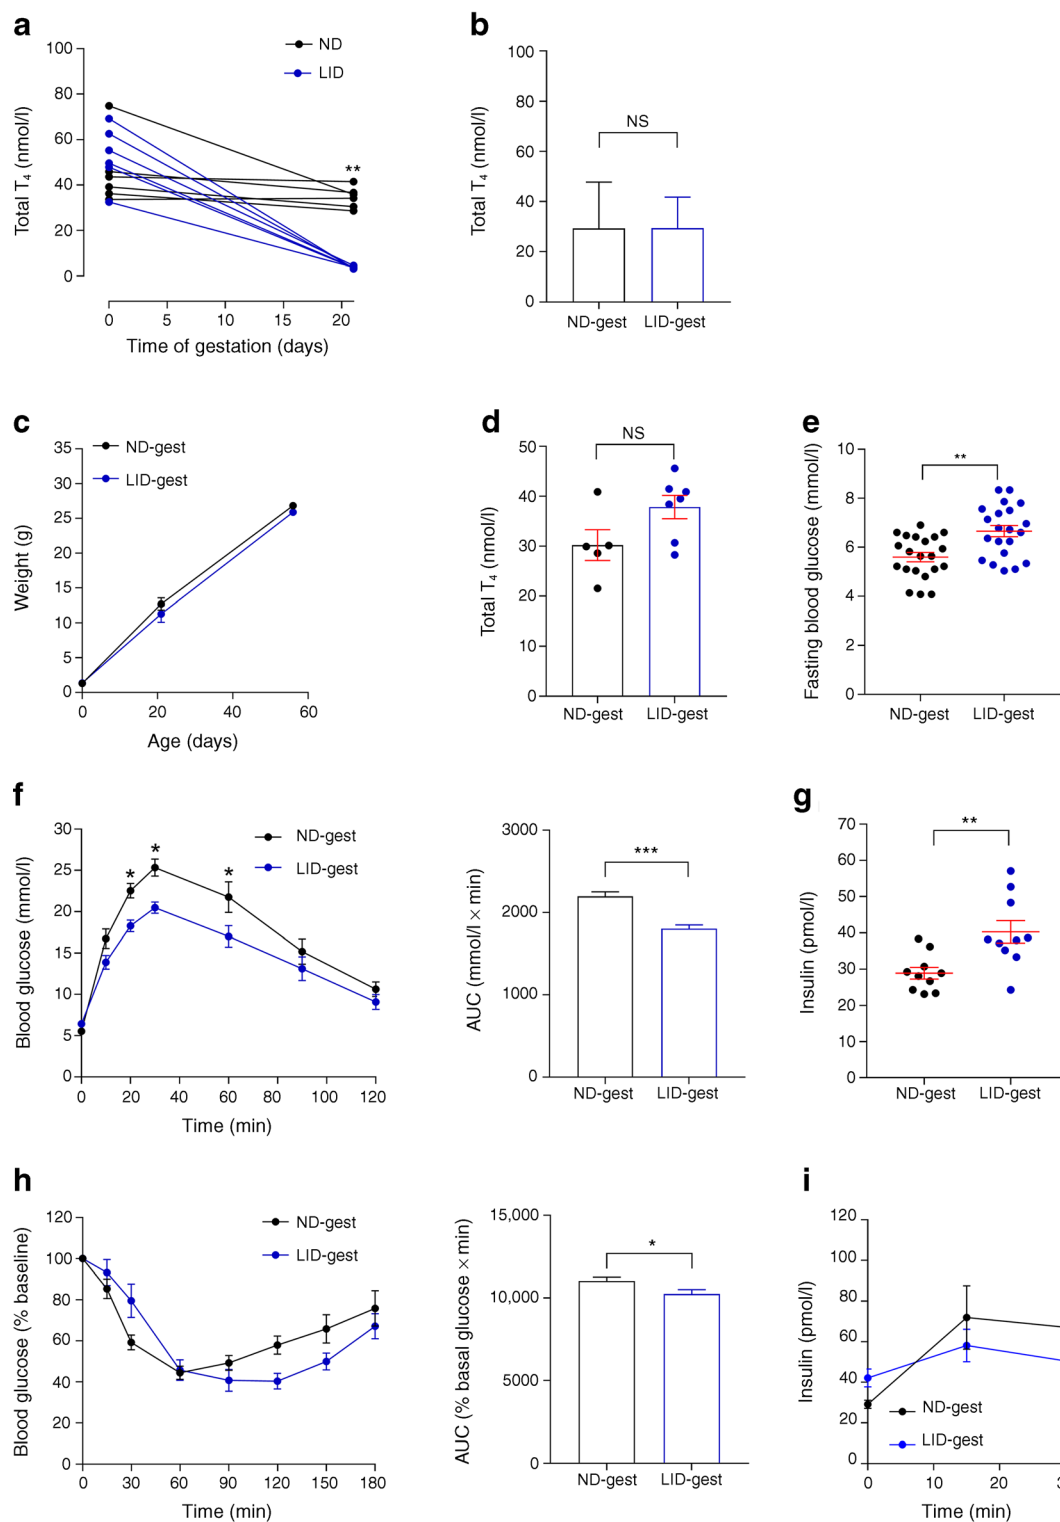 a
ND
LID
100
80
60
40
20
0
**
Total T4 (nmol/l)
0 5 10 15 20
Time of gestation (days)
b
100
80
60
40
20
0
NS
Total T4 (nmol/l)
ND-gest LID-gest
c
ND-gest
LID-gest
35
30
25
20
15
10
5
0
Weight (g)
0 20 40 60
Age (days)
d
NS
50
40
30
20
10
0
Total T4 (nmol/l)
ND-gest LID-gest
e
**
10
8
6
4
2
0
Fasting blood glucose (mmol/l)
ND-gest LID-gest
f
ND-gest
LID-gest
30
25
20
15
10
5
0
* * *
Blood glucose (mmol/l)
0 20 40 60 80 100 120
Time (min)
3000
2000
1000
0
***
AUC (mmol/l × min)
ND-gest LID-gest
g
70
60
50
40
30
20
10
0
**
Insulin (pmol/l)
ND-gest LID-gest
h
ND-gest
LID-gest
120
100
80
60
40
20
0
Blood glucose (% baseline)
0 30 60 90 120 150 180
Time (min)
15,000
10,000
5000
0
*
AUC (% basal glucose × min)
ND-gest LID-gest
i
120
100
80
60
40
20
0
Insulin (pmol/l)
ND-gest
LID-gest
0 10 20
Time (min)